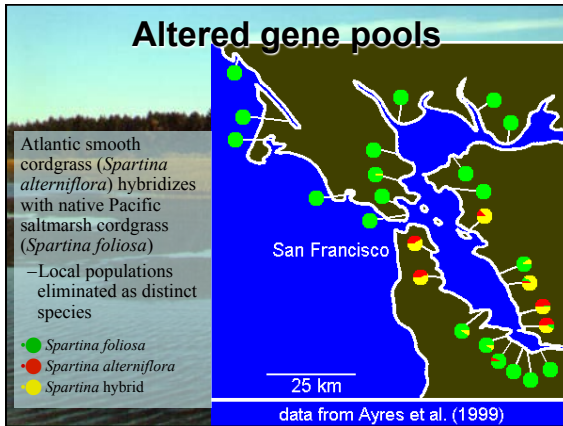 Altered gene pools
Atlantic smooth
cordgrass (Spartina
alterniflora) hybridizes
with native Pacific
saltmarsh cordgrass
(Spartina foliosa)
–Local populations
eliminated as distinct
species
Spartina foliosa
Spartina alterniflora
Spartina hybrid
San Francisco
25 km
data from Ayres et al. (1999)